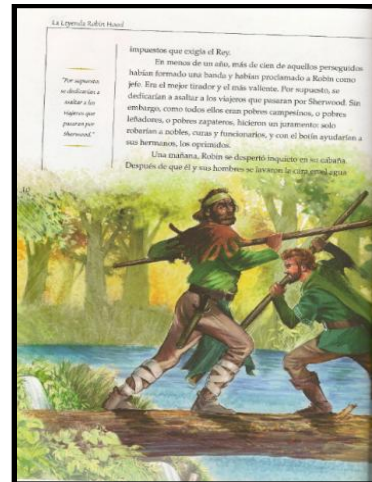 La Leyenda Robin Hood
impuestos que exigía el Rey.
En menos de un año, más de cien de aquellos perseguidos
habían formado una banda y habían proclamado a Robin como
jefe. Era el mejor tirador y el más valiente. Por supuesto, se
dedicarían a asaltar a los viajeros que pasaran por Sherwood. Sin
embargo, como todos ellos eran pobres campesinos, o pobres
leñadores, o pobres zapateros, hicieron un juramento: solo
robarían a nobles, curas y funcionarios, y con el botín ayudarían a
sus hermanos, los oprimidos.
Una mañana, Robin se despertó inquieto en su cabaña.
Después de que él y sus hombres se lavaron la cara en el agua
"Por supuesto
se dedicarían a
asaltar a los
viajeros que
pasaran por
Sherwood."